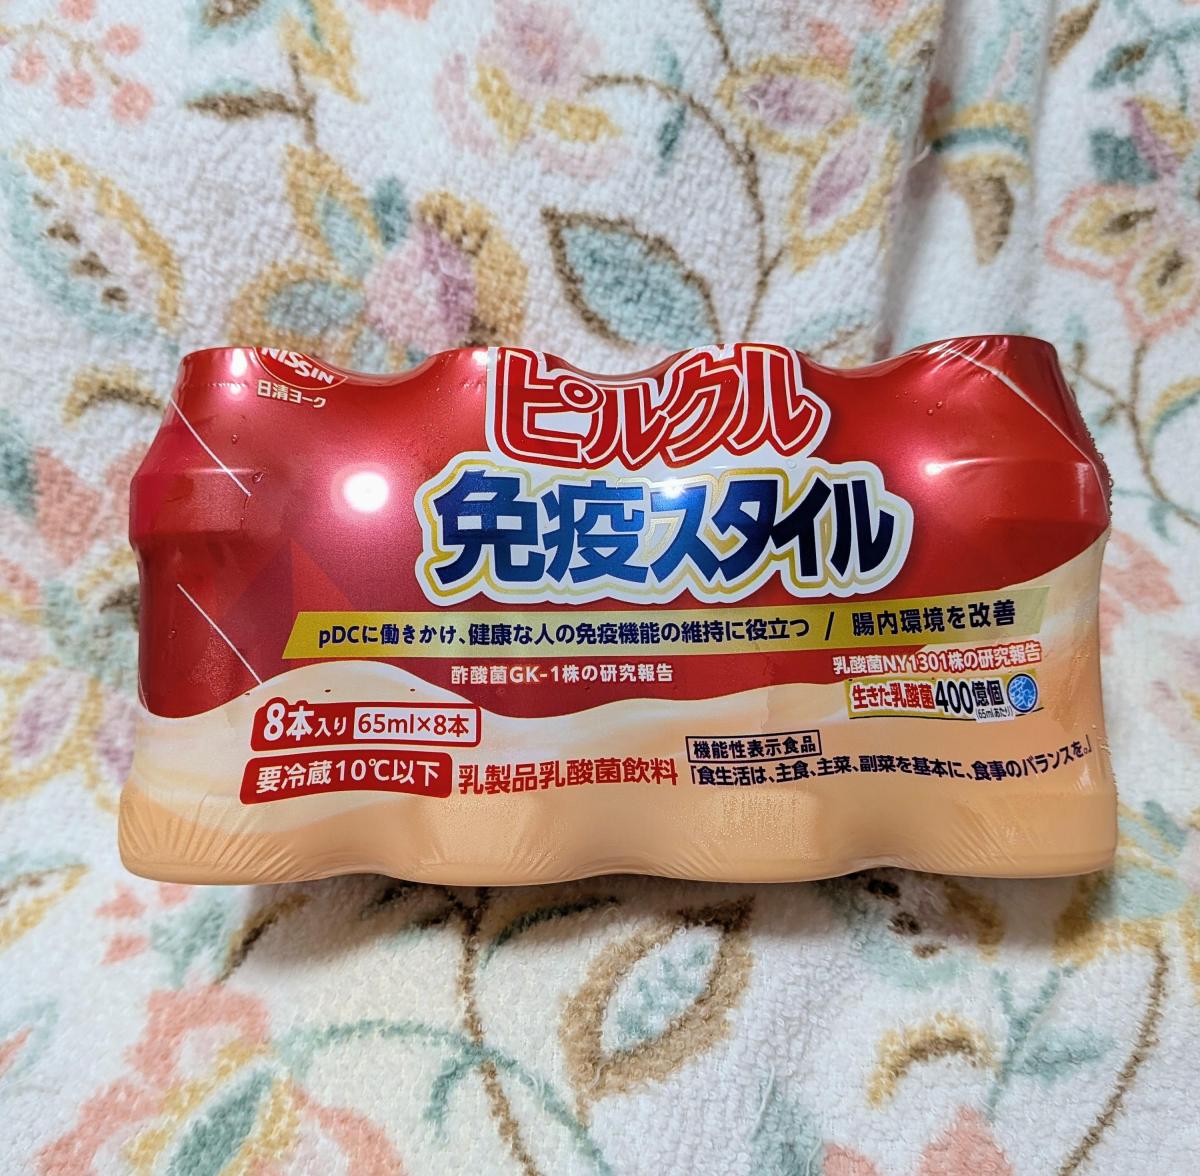 NISSIN
日清ヨーク
ピルクル
免疫スタイル
pDCに働きかけ、健康な人の免疫機能の維持に役立つ / 腸内環境を改善
酢酸菌GK-1株の研究報告
乳酸菌NY1301株の研究報告
生きた乳酸菌400億個(65mlあたり)
8本入り 65ml×8本
要冷蔵10℃以下
乳製品乳酸菌飲料
機能性表示食品
「食生活は、主食、主菜、副菜を基本に、食事のバランスを。」